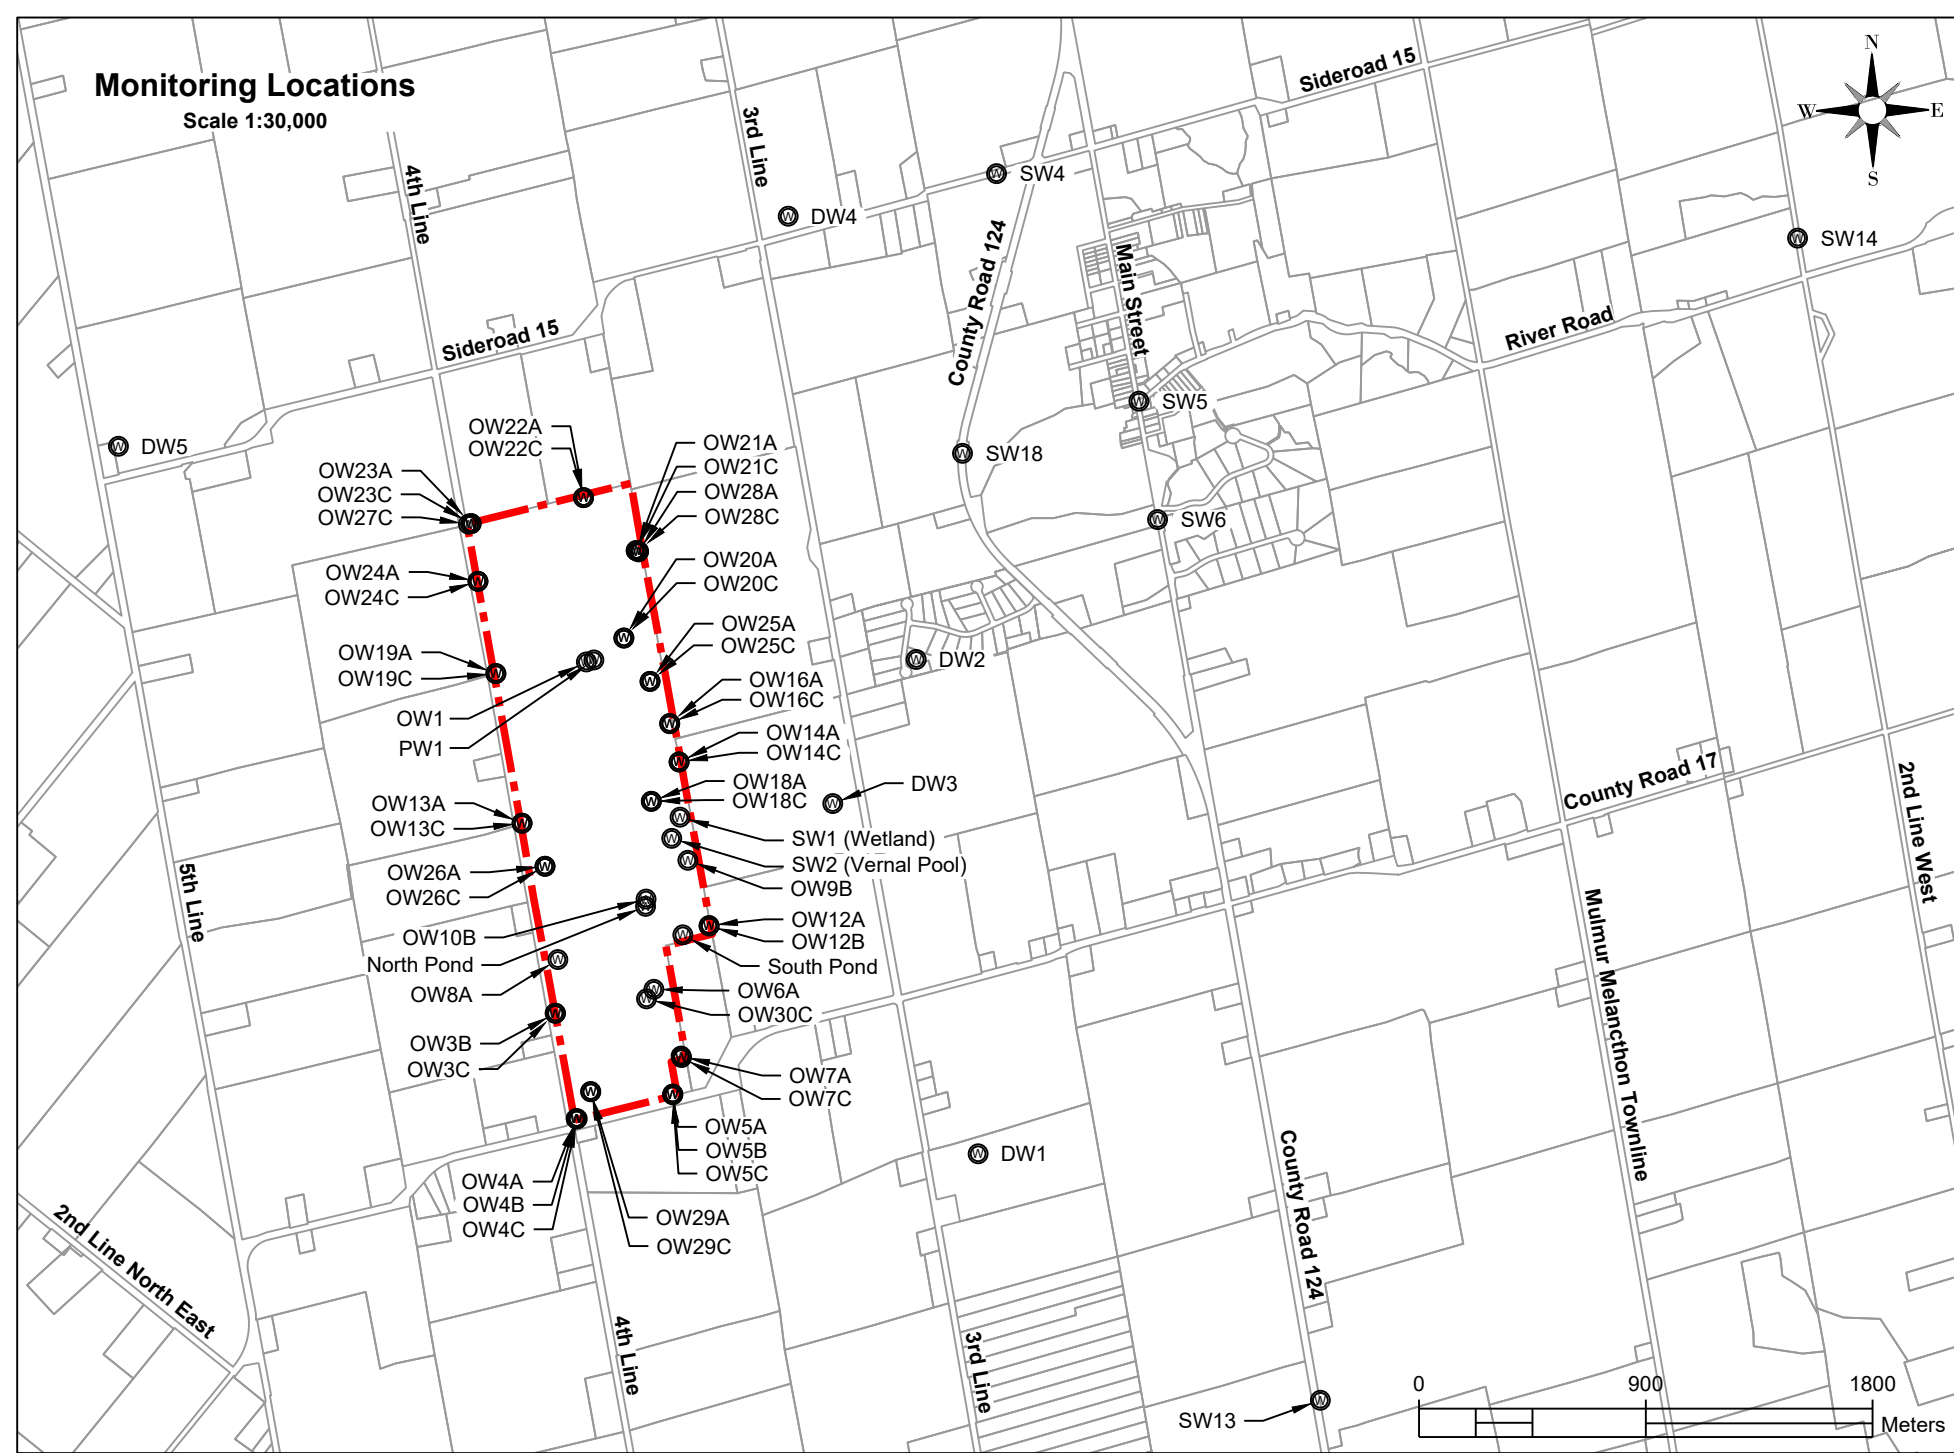 Monitoring Locations
Scale 1:30,000
N
W
E
S
Sideroad 15
3rd Line
4th Line
SW4
DW4
County Road 124
Main Street
SW14
River Road
Sideroad 15
SW5
DW5
SW18
SW6
OW22A
OW22C
OW21A
OW21C
OW28A
OW28C
OW23A
OW23C
OW27C
OW20A
OW20C
OW24A
OW24C
OW25A
OW25C
DW2
OW19A
OW19C
OW16A
OW16C
OW1
PW1
OW14A
OW14C
OW18A
OW18C
DW3
County Road 17
2nd Line West
OW13A
OW13C
SW1 (Wetland)
SW2 (Vernal Pool)
OW9B
OW26A
OW26C
5th Line
Mulmur Melancthon Townline
OW12A
OW12B
OW10B
North Pond
South Pond
OW8A
OW6A
OW30C
OW3B
OW3C
OW7A
OW7C
OW5A
OW5B
OW5C
DW1
OW4A
OW4B
OW4C
OW29A
OW29C
County Road 124
2nd Line North East
4th Line
3rd Line
SW13
0 900 1800
Meters